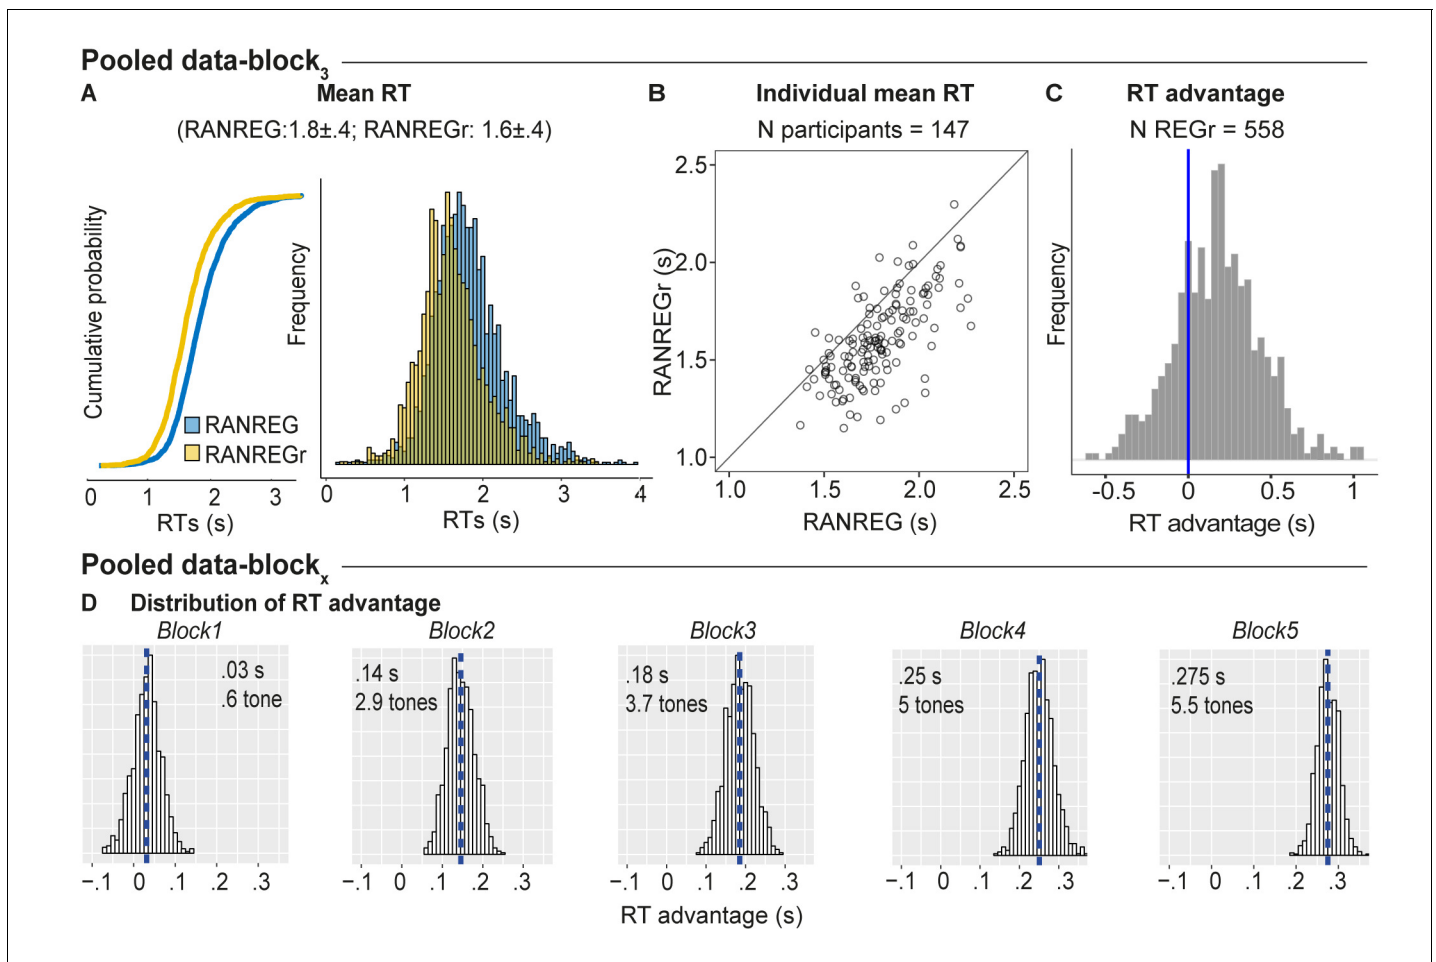 Pooled data-block3
A Mean RT
(RANREG:1.8±.4; RANREGr: 1.6±.4)
Cumulative probability
RANREG
RANREGr
0 1 2 3
RTs (s)
Frequency
0 1 2 3 4
RTs (s)
B Individual mean RT
N participants = 147
RANREGr (s)
2.5
2.0
1.5
1.0
1.0 1.5 2.0 2.5
RANREG (s)
C RT advantage
N REGr = 558
Frequency
-0.5 0 0.5 1
RT advantage (s)
Pooled data-blockx
D Distribution of RT advantage
Block1
.03 s
.6 tone
−.1 0 .1 .2 .3
Block2
.14 s
2.9 tones
−.1 0 .1 .2 .3
Block3
.18 s
3.7 tones
−.1 0 .1 .2 .3
Block4
.25 s
5 tones
−.1 0 .1 .2 .3
Block5
.275 s
5.5 tones
−.1 0 .1 .2 .3
RT advantage (s)